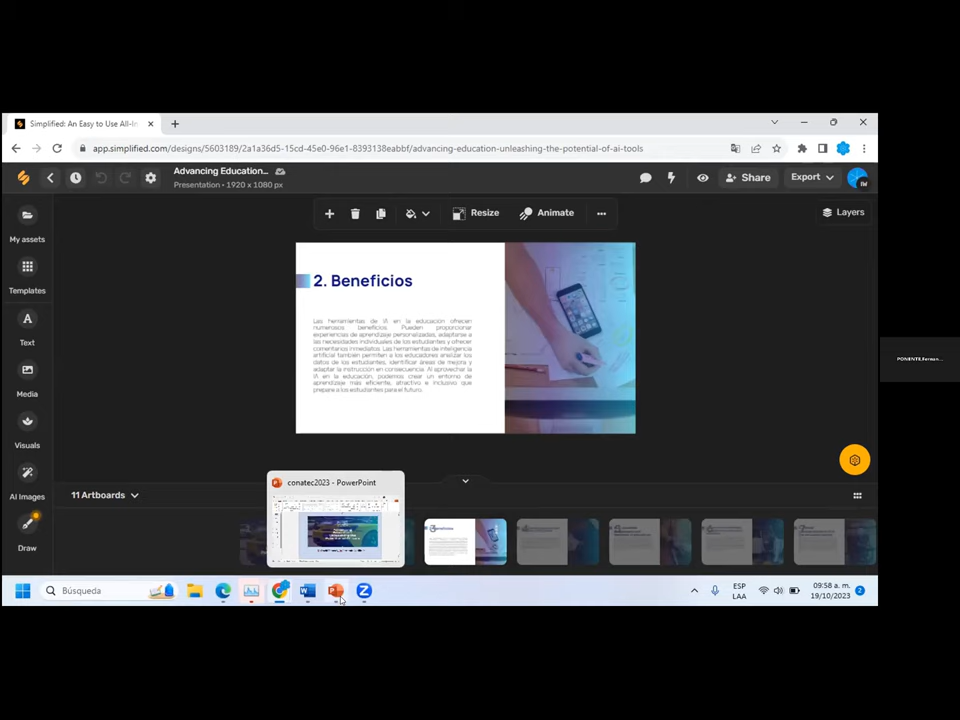 Simplified: An Easy to Use All-In
app.simplified.com/designs/5603189/2a1a36d5-15cd-45e0-96e1-8393138eabbf/advancing-education-unleashing-the-potential-of-ai-tools
Advancing Education...
Presentation • 1920 x 1080 px
Share
Export
Resize
Animate
Layers
My assets
Templates
Text
Media
Visuals
AI Images
Draw
2. Beneficios
Las herramientas de IA en la educación ofrecen
numerosos beneficios. Pueden proporcionar
experiencias de aprendizaje personalizadas, adaptarse a
las necesidades individuales de los estudiantes y ofrecer
comentarios inmediatos. Las herramientas de inteligencia
artificial también permiten a los educadores analizar los
datos de los estudiantes, identificar áreas de mejora y
adaptar la instrucción en consecuencia. Al aprovechar la
IA en la educación, podemos crear un entorno de
aprendizaje más eficiente, atractivo e inclusivo que
prepare a los estudiantes para el futuro.
PONENTE.Fernan...
conatec2023 - PowerPoint
11 Artboards
Búsqueda
ESP
LAA
09:58 a. m.
19/10/2023
2